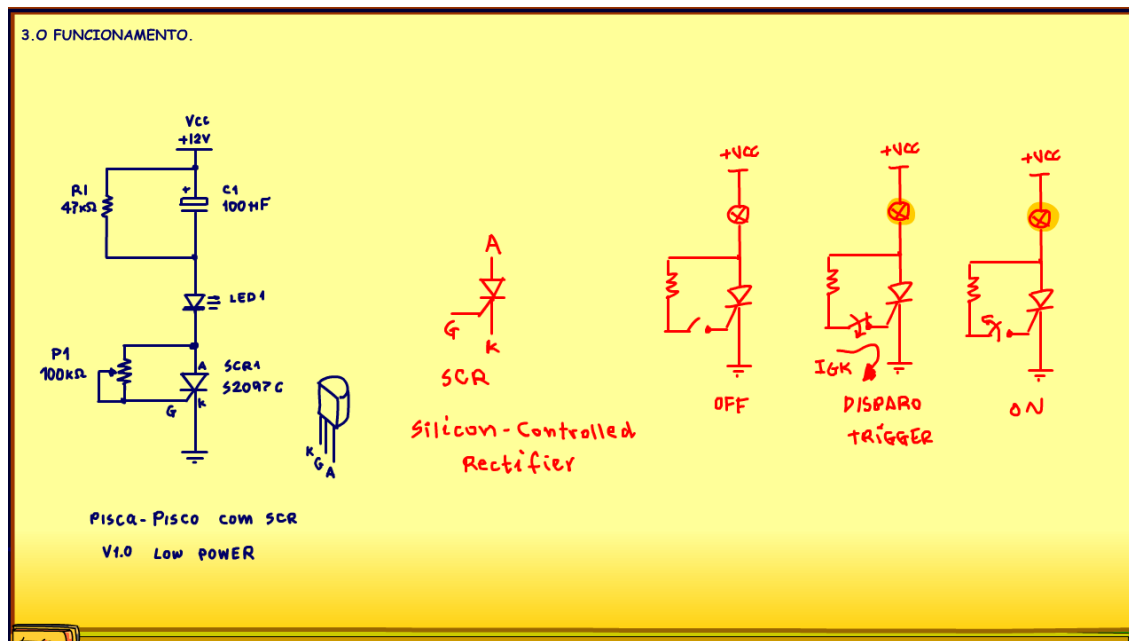 3.O FUNCIONAMENTO.
VCC
+12V
R1
47KΩ
+
C1
100µF
LED1
P1
100KΩ
A
SCR1
S2097C
G
K
K
G
A
PISCA-PISCO COM SCR
V1.0 LOW POWER
A
G
K
SCR
Silicon-Controlled
Rectifier
+VCC
OFF
+VCC
IGK
DISPARO
TRiGGER
+VCC
ON